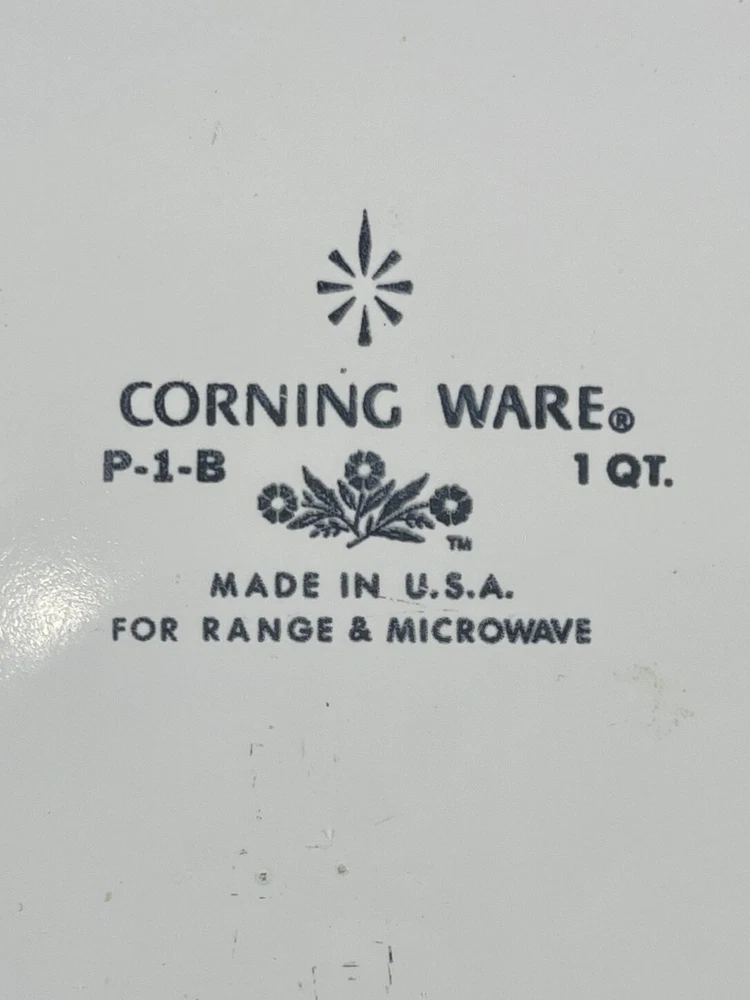 CORNING WARE®
P-1-B 1 QT.
TM
MADE IN U.S.A.
FOR RANGE & MICROWAVE